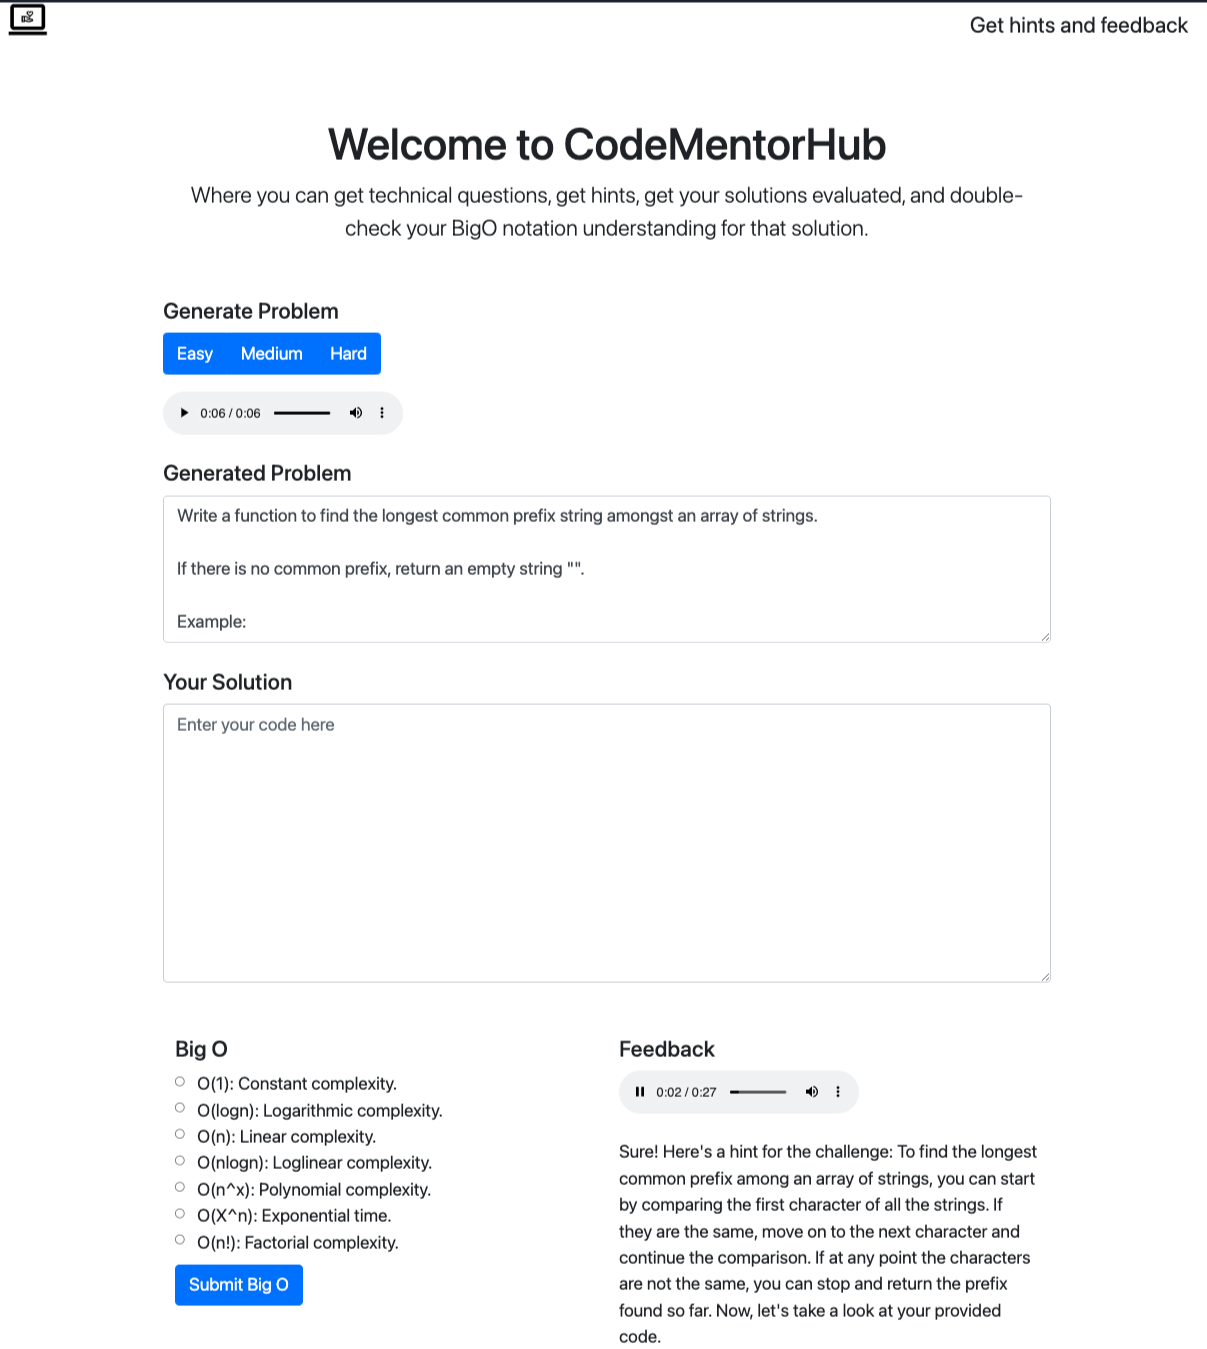 Get hints and feedback
Welcome to CodeMentorHub
Where you can get technical questions, get hints, get your solutions evaluated, and double-
check your BigO notation understanding for that solution.
Generate Problem
Easy Medium Hard
0:06 / 0:06
Generated Problem
Write a function to find the longest common prefix string amongst an array of strings.
If there is no common prefix, return an empty string "".
Example:
Your Solution
Enter your code here
Big O
O(1): Constant complexity.
O(logn): Logarithmic complexity.
O(n): Linear complexity.
O(nlogn): Loglinear complexity.
O(n^x): Polynomial complexity.
O(X^n): Exponential time.
O(n!): Factorial complexity.
Submit Big O
Feedback
0:02 / 0:27
Sure! Here's a hint for the challenge: To find the longest
common prefix among an array of strings, you can start
by comparing the first character of all the strings. If
they are the same, move on to the next character and
continue the comparison. If at any point the characters
are not the same, you can stop and return the prefix
found so far. Now, let's take a look at your provided
code.